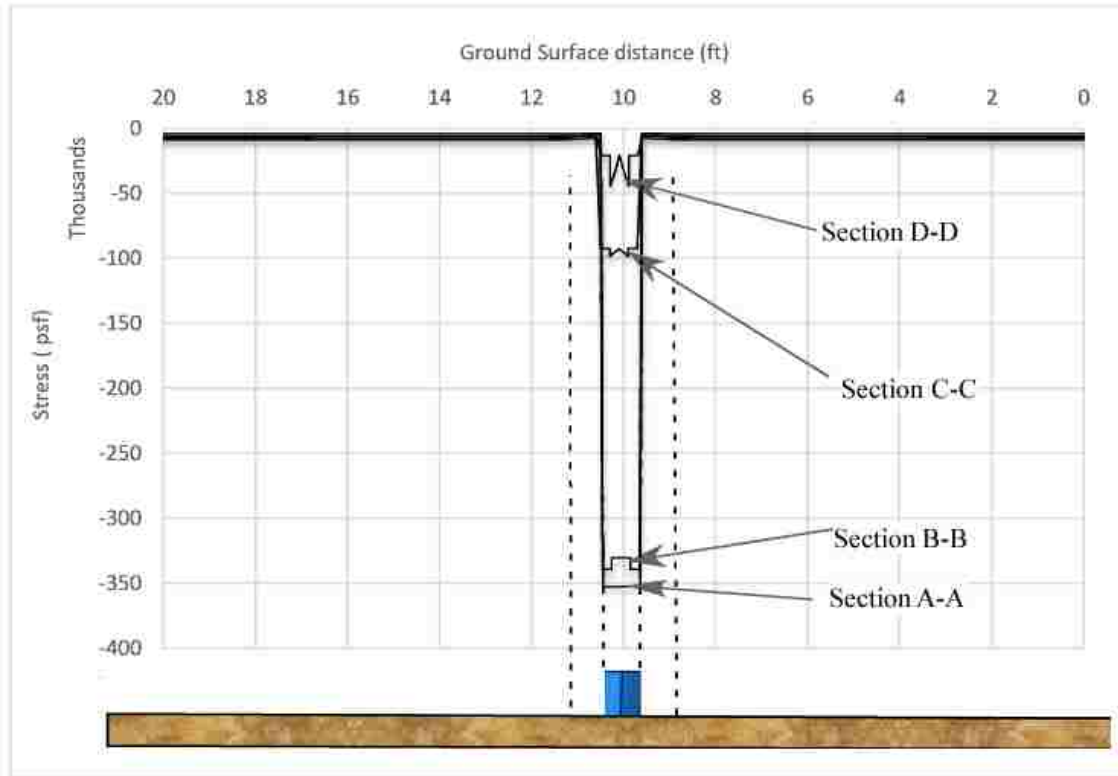 Ground Surface distance (ft)
20 18 16 14 12 10 8 6 4 2 0
Thousands
Stress ( psf)
0
-50
-100
-150
-200
-250
-300
-350
-400
Section D-D
Section C-C
Section B-B
Section A-A